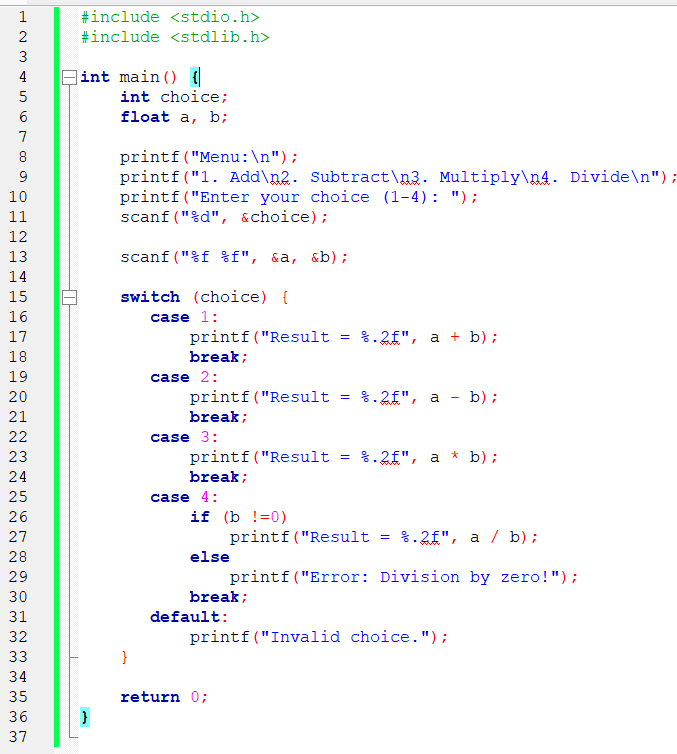 1 #include <stdio.h>
2 #include <stdlib.h>
3
4 int main() {
5 int choice;
6 float a, b;
7
8 printf("Menu:\n");
9 printf("1. Add\n2. Subtract\n3. Multiply\n4. Divide\n");
10 printf("Enter your choice (1-4): ");
11 scanf("%d", &choice);
12
13 scanf("%f %f", &a, &b);
14
15 switch (choice) {
16 case 1:
17 printf("Result = %.2f", a + b);
18 break;
19 case 2:
20 printf("Result = %.2f", a - b);
21 break;
22 case 3:
23 printf("Result = %.2f", a * b);
24 break;
25 case 4:
26 if (b !=0)
27 printf("Result = %.2f", a / b);
28 else
29 printf("Error: Division by zero!");
30 break;
31 default:
32 printf("Invalid choice.");
33 }
34
35 return 0;
36 }
37